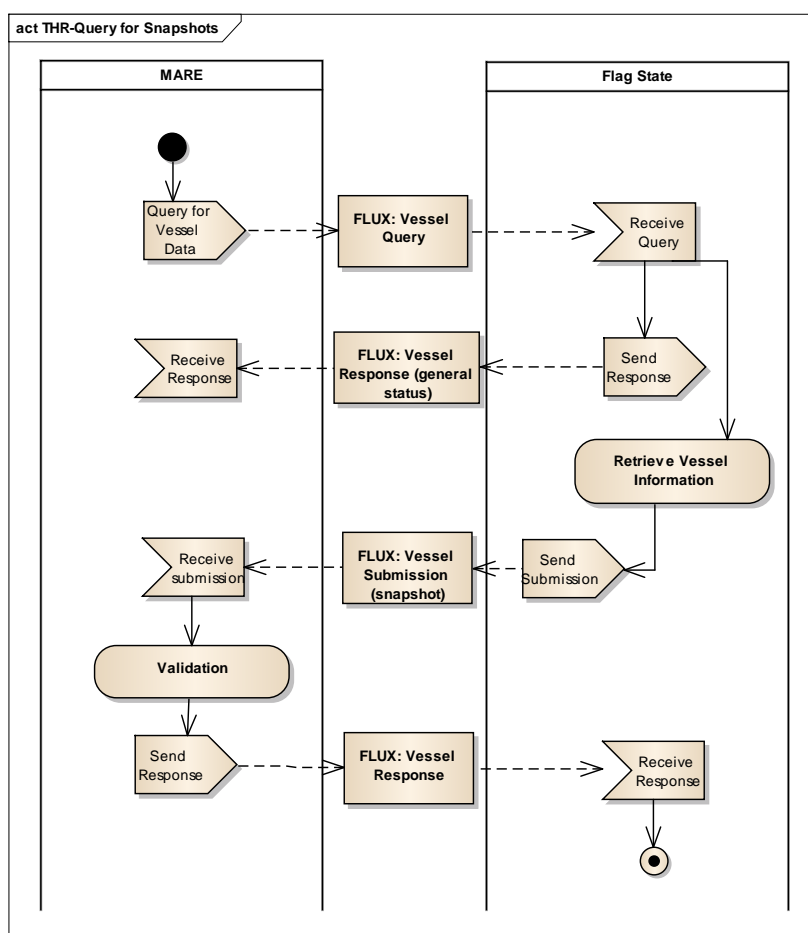 act THR-Query for Snapshots
MARE
Flag State
Query for
Vessel
Data
FLUX: Vessel
Query
Receive
Query
Receive
Response
FLUX: Vessel
Response (general
status)
Send
Response
Retrieve Vessel
Information
Receive
submission
FLUX: Vessel
Submission
(snapshot)
Send
Submission
Validation
Send
Response
FLUX: Vessel
Response
Receive
Response